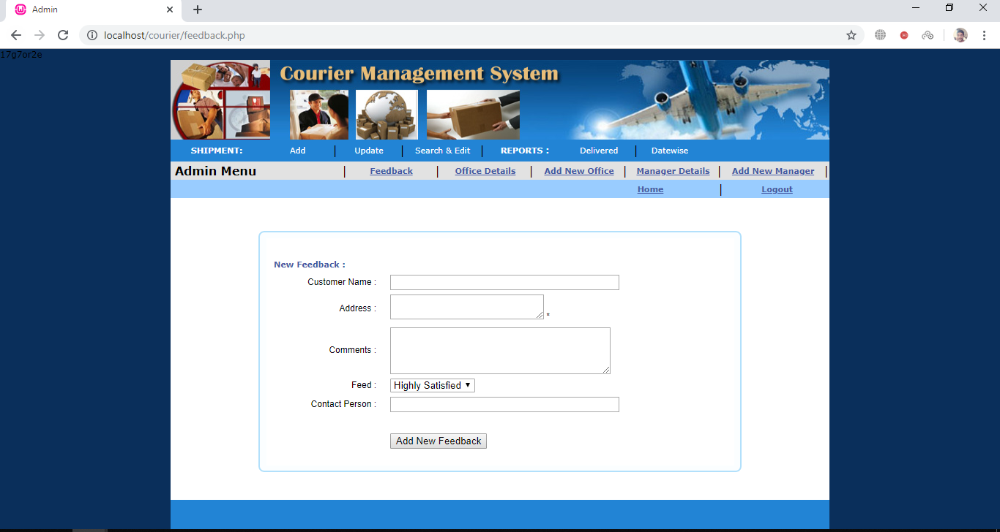 Admin
localhost/courier/feedback.php
17g7or2e
Courier Management System
SHIPMENT: Add | Update | Search & Edit | REPORTS : Delivered | Datewise
Admin Menu | Feedback | Office Details | Add New Office | Manager Details | Add New Manager |
Home | Logout
New Feedback :
Customer Name :
Address : *
Comments :
Feed : Highly Satisfied
Contact Person :
Add New Feedback